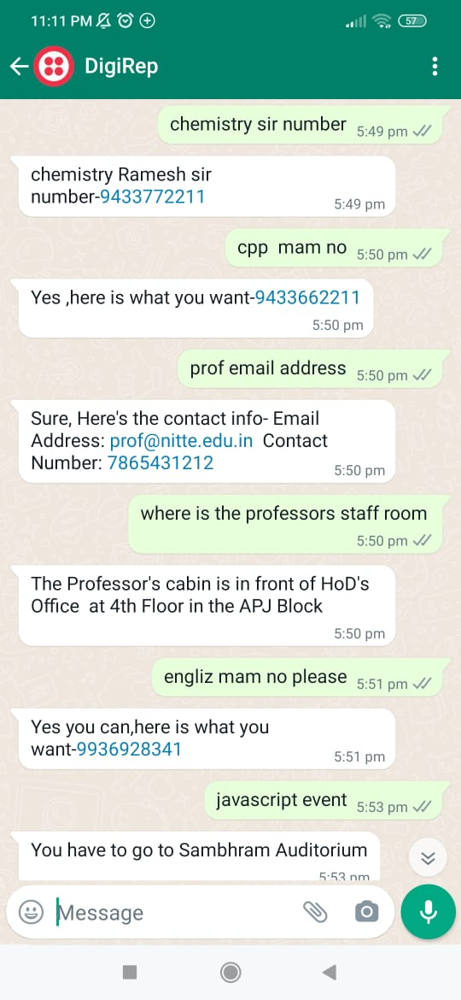 11:11 PM
57
DigiRep
chemistry sir number 5:49 pm
chemistry Ramesh sir
number-9433772211
5:49 pm
cpp  mam no 5:50 pm
Yes ,here is what you want-9433662211
5:50 pm
prof email address 5:50 pm
Sure, Here's the contact info- Email
Address: prof@nitte.edu.in  Contact
Number: 7865431212
5:50 pm
where is the professors staff room
5:50 pm
The Professor's cabin is in front of HoD's
Office  at 4th Floor in the APJ Block
5:50 pm
engliz mam no please 5:51 pm
Yes you can,here is what you
want-9936928341
5:51 pm
javascript event 5:53 pm
You have to go to Sambhram Auditorium
5:53 pm
Message